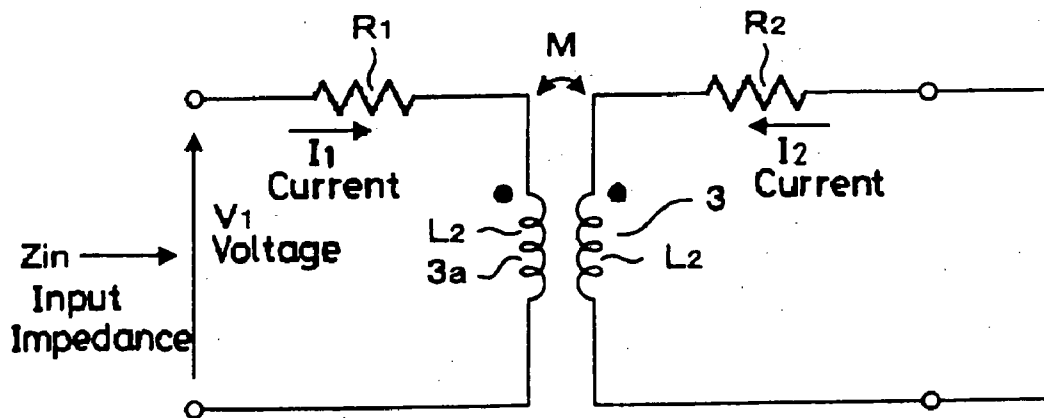 R1
M
R2
I1
Current
I2
Current
V1
Voltage
L2
3a
3
L2
Zin
Input
Impedance